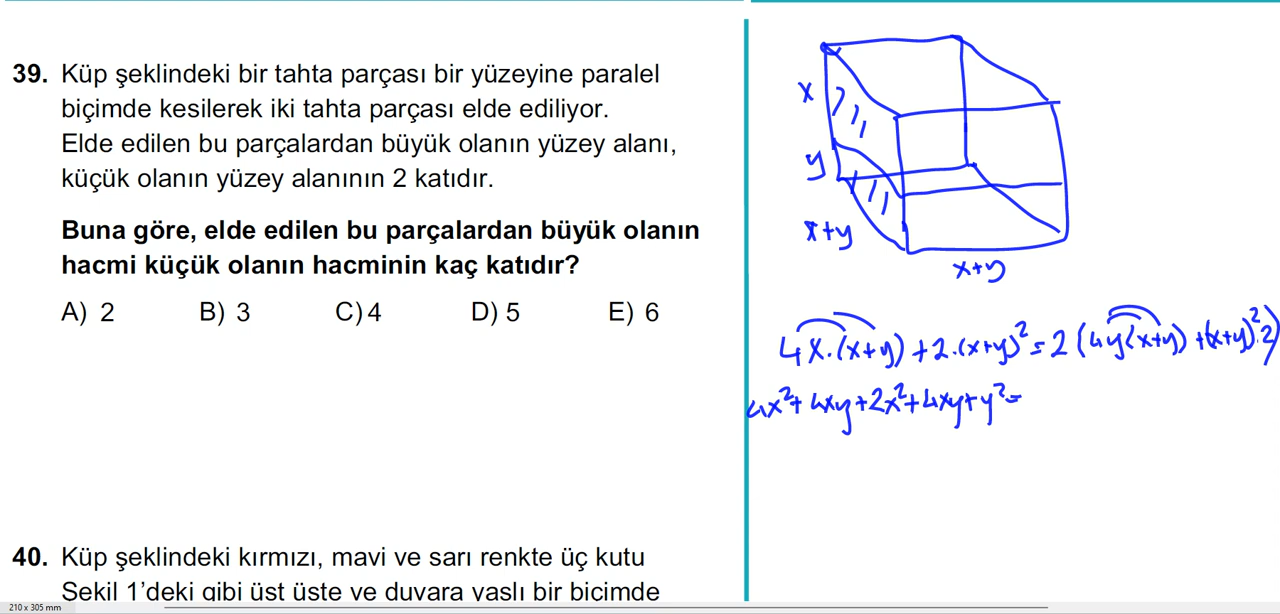 39. Küp şeklindeki bir tahta parçası bir yüzeyine paralel
biçimde kesilerek iki tahta parçası elde ediliyor.
Elde edilen bu parçalardan büyük olanın yüzey alanı,
küçük olanın yüzey alanının 2 katıdır.
Buna göre, elde edilen bu parçalardan büyük olanın
hacmi küçük olanın hacminin kaç katıdır?
A) 2 B) 3 C) 4 D) 5 E) 6
40. Küp şeklindeki kırmızı, mavi ve sarı renkte üç kutu
Şekil 1’deki gibi üst üste ve duvara yaslı bir biçimde
210 x 305 mm
x
y
x+y
x+y
4x.(x+y)+2.(x+y)²=2(4y(x+y)+(x+y)².2)
4x²+4xy+2x²+4xy+y²=